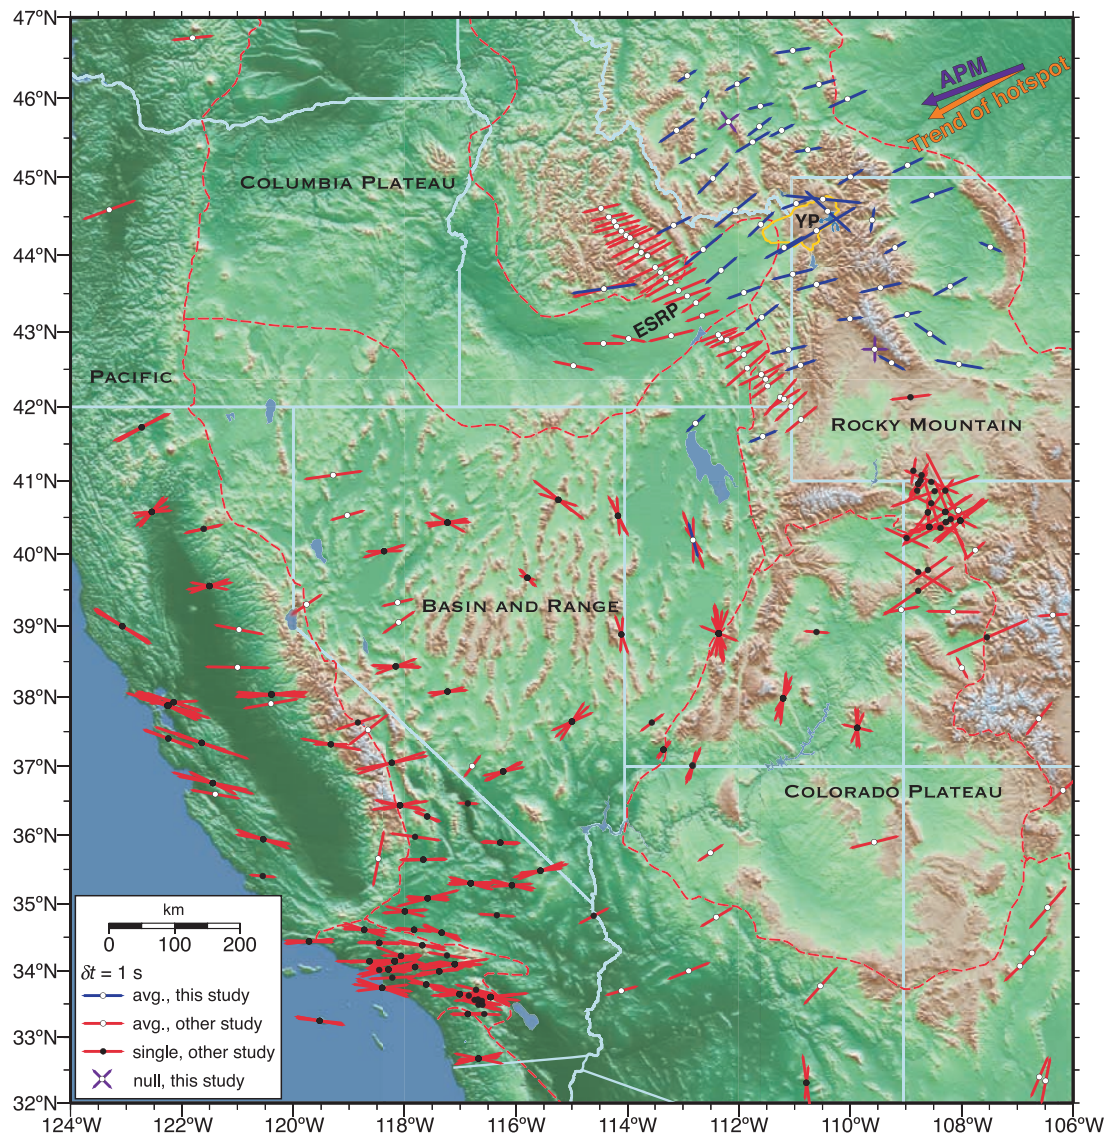 47°N
46°N
45°N
44°N
43°N
42°N
41°N
40°N
39°N
38°N
37°N
36°N
35°N
34°N
33°N
32°N
APM
Trend of hotspot
COLUMBIA PLATEAU
YP
ESRP
PACIFIC
ROCKY MOUNTAIN
BASIN AND RANGE
COLORADO PLATEAU
km
0 100 200
δt = 1 s
avg., this study
avg., other study
single, other study
null, this study
124°W 122°W 120°W 118°W 116°W 114°W 112°W 110°W 108°W 106°W